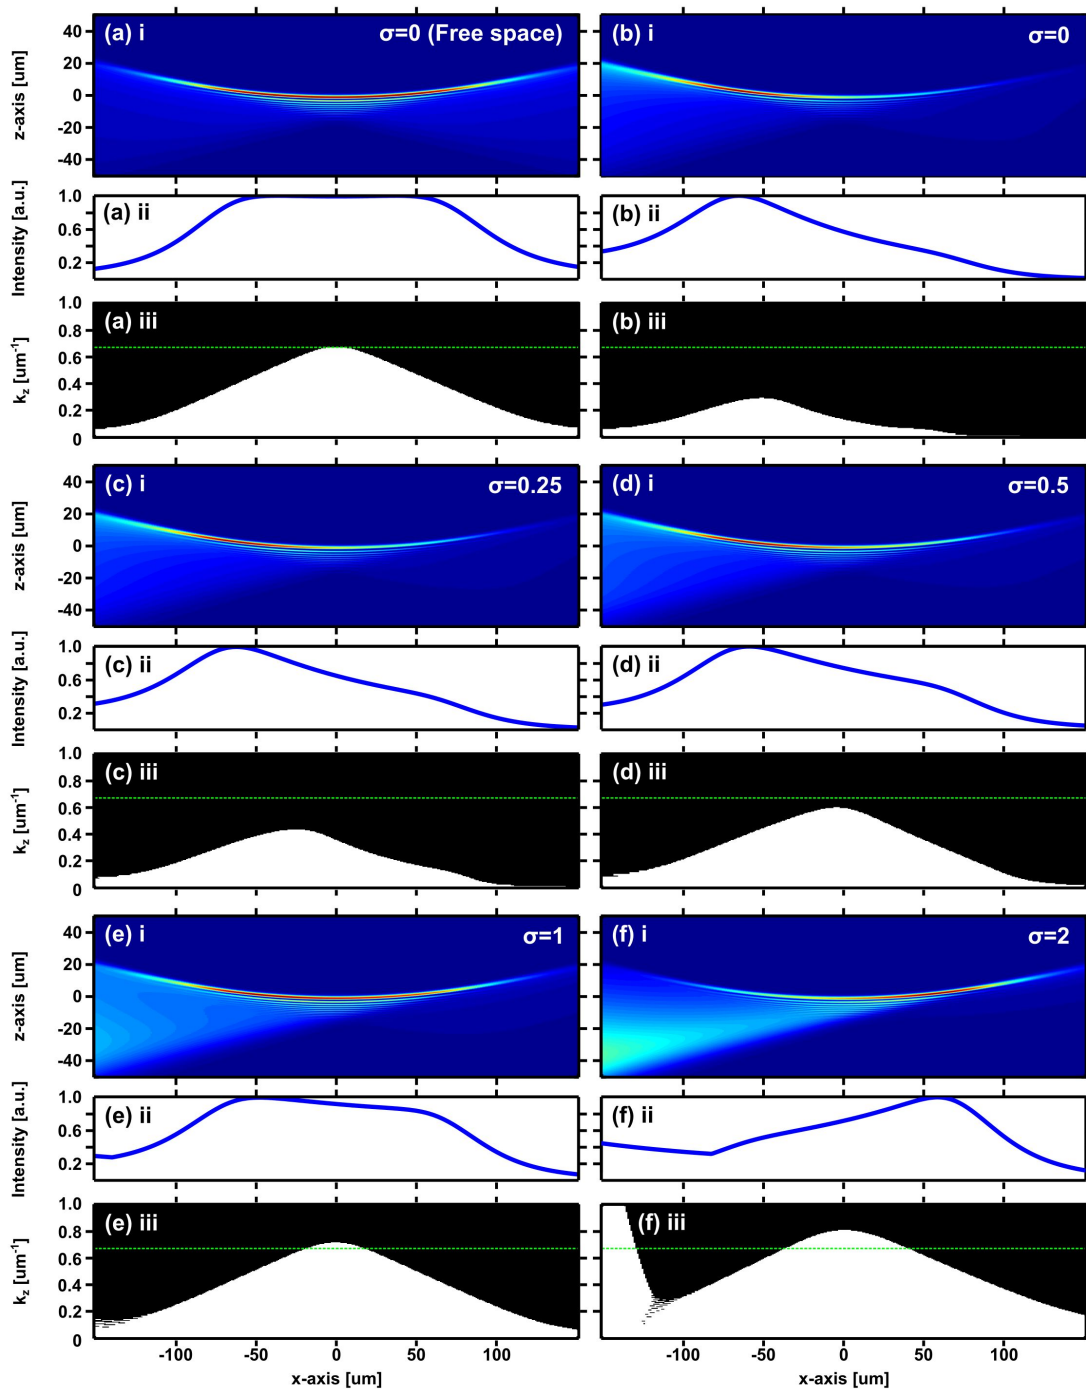 (a) i σ=0 (Free space)
(b) i σ=0
z-axis [um]
40
20
0
-20
-40
(a) ii
(b) ii
Intensity [a.u.]
1.0
0.6
0.2
(a) iii
(b) iii
kz [um-1]
1.0
0.8
0.6
0.4
0.2
0
(c) i σ=0.25
(d) i σ=0.5
z-axis [um]
40
20
0
-20
-40
(c) ii
(d) ii
Intensity [a.u.]
1.0
0.6
0.2
(c) iii
(d) iii
kz [um-1]
1.0
0.8
0.6
0.4
0.2
0
(e) i σ=1
(f) i σ=2
z-axis [um]
40
20
0
-20
-40
(e) ii
(f) ii
Intensity [a.u.]
1.0
0.6
0.2
(e) iii
(f) iii
kz [um-1]
1.0
0.8
0.6
0.4
0.2
0
-100 -50 0 50 100
-100 -50 0 50 100
x-axis [um]
x-axis [um]